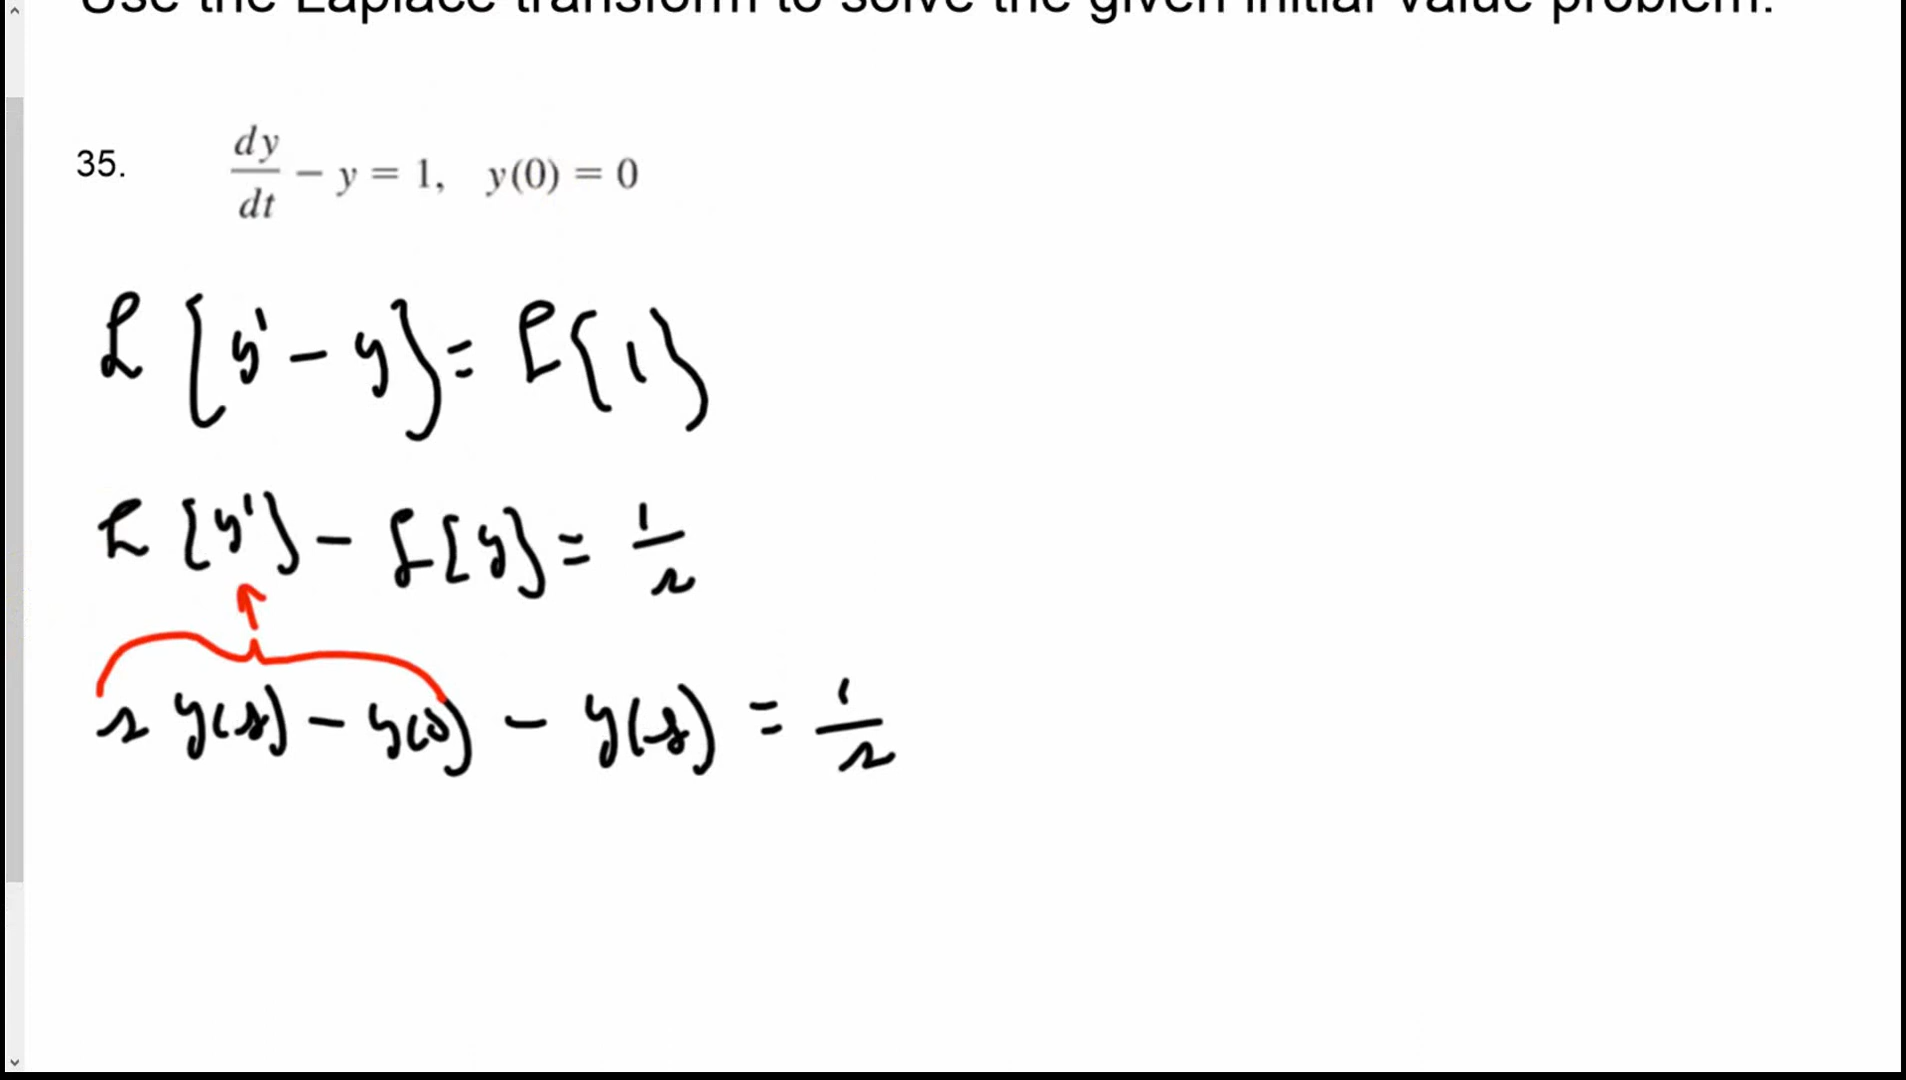 Use the Laplace transform to solve the given initial value problem.
35. dy/dt − y = 1, y(0) = 0
ℒ{y' − y} = ℒ{1}
ℒ{y'} − ℒ{y} = 1/s
s y(s) − y(0) − y(s) = 1/s